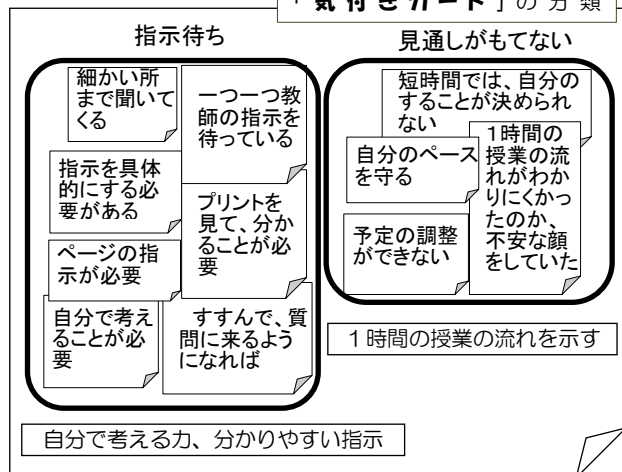 「気付きカード」の分類
指示待ち
見通しがもてない
細かい所
まで聞いて
くる
一つ一つ教
師の指示を
待っている
指示を具体
的にする必
要がある
プリントを
見て、分か
ることが必
要
ページの指
示が必要
自分で考え
ることが必
要
すすんで、質
問に来るよう
になれば
短時間では、自分の
することが決められ
ない
自分のペース
を守る
1時間の
授業の流
れがわか
りにくかっ
たのか、
不安な顔
をしていた
予定の調整
ができない
1時間の授業の流れを示す
自分で考える力、分かりやすい指示